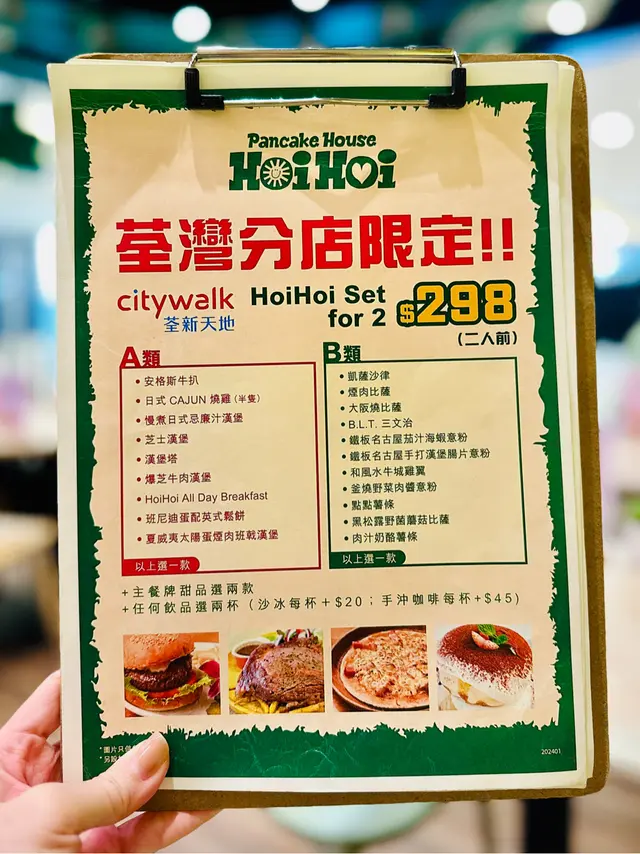 Pancake House
HoiHoi
荃灣分店限定!!
citywalk
荃新天地
HoiHoi Set
for 2
$298
(二人前)
A類
• 安格斯牛扒
• 日式 CAJUN 燒雞 (半隻)
• 慢煮日式忌廉汁漢堡
• 芝士漢堡
• 漢堡塔
• 爆芝牛肉漢堡
• HoiHoi All Day Breakfast
• 班尼迪蛋配英式鬆餅
• 夏威夷太陽蛋煙肉班戟漢堡
以上選一款
B類
• 凱薩沙律
• 煙肉比薩
• 大阪燒比薩
• B.L.T. 三文治
• 鐵板名古屋茄汁海蝦意粉
• 鐵板名古屋手打漢堡腸片意粉
• 和風水牛城雞翼
• 釜燒野菜肉醬意粉
• 點點薯條
• 黑松露野菌蘑菇比薩
• 肉汁奶酪薯條
以上選一款
+主餐牌甜品選兩款
+任何飲品選兩杯 (沙冰每杯+$20；手沖咖啡每杯+$45)
*圖片只供
*另設
202401